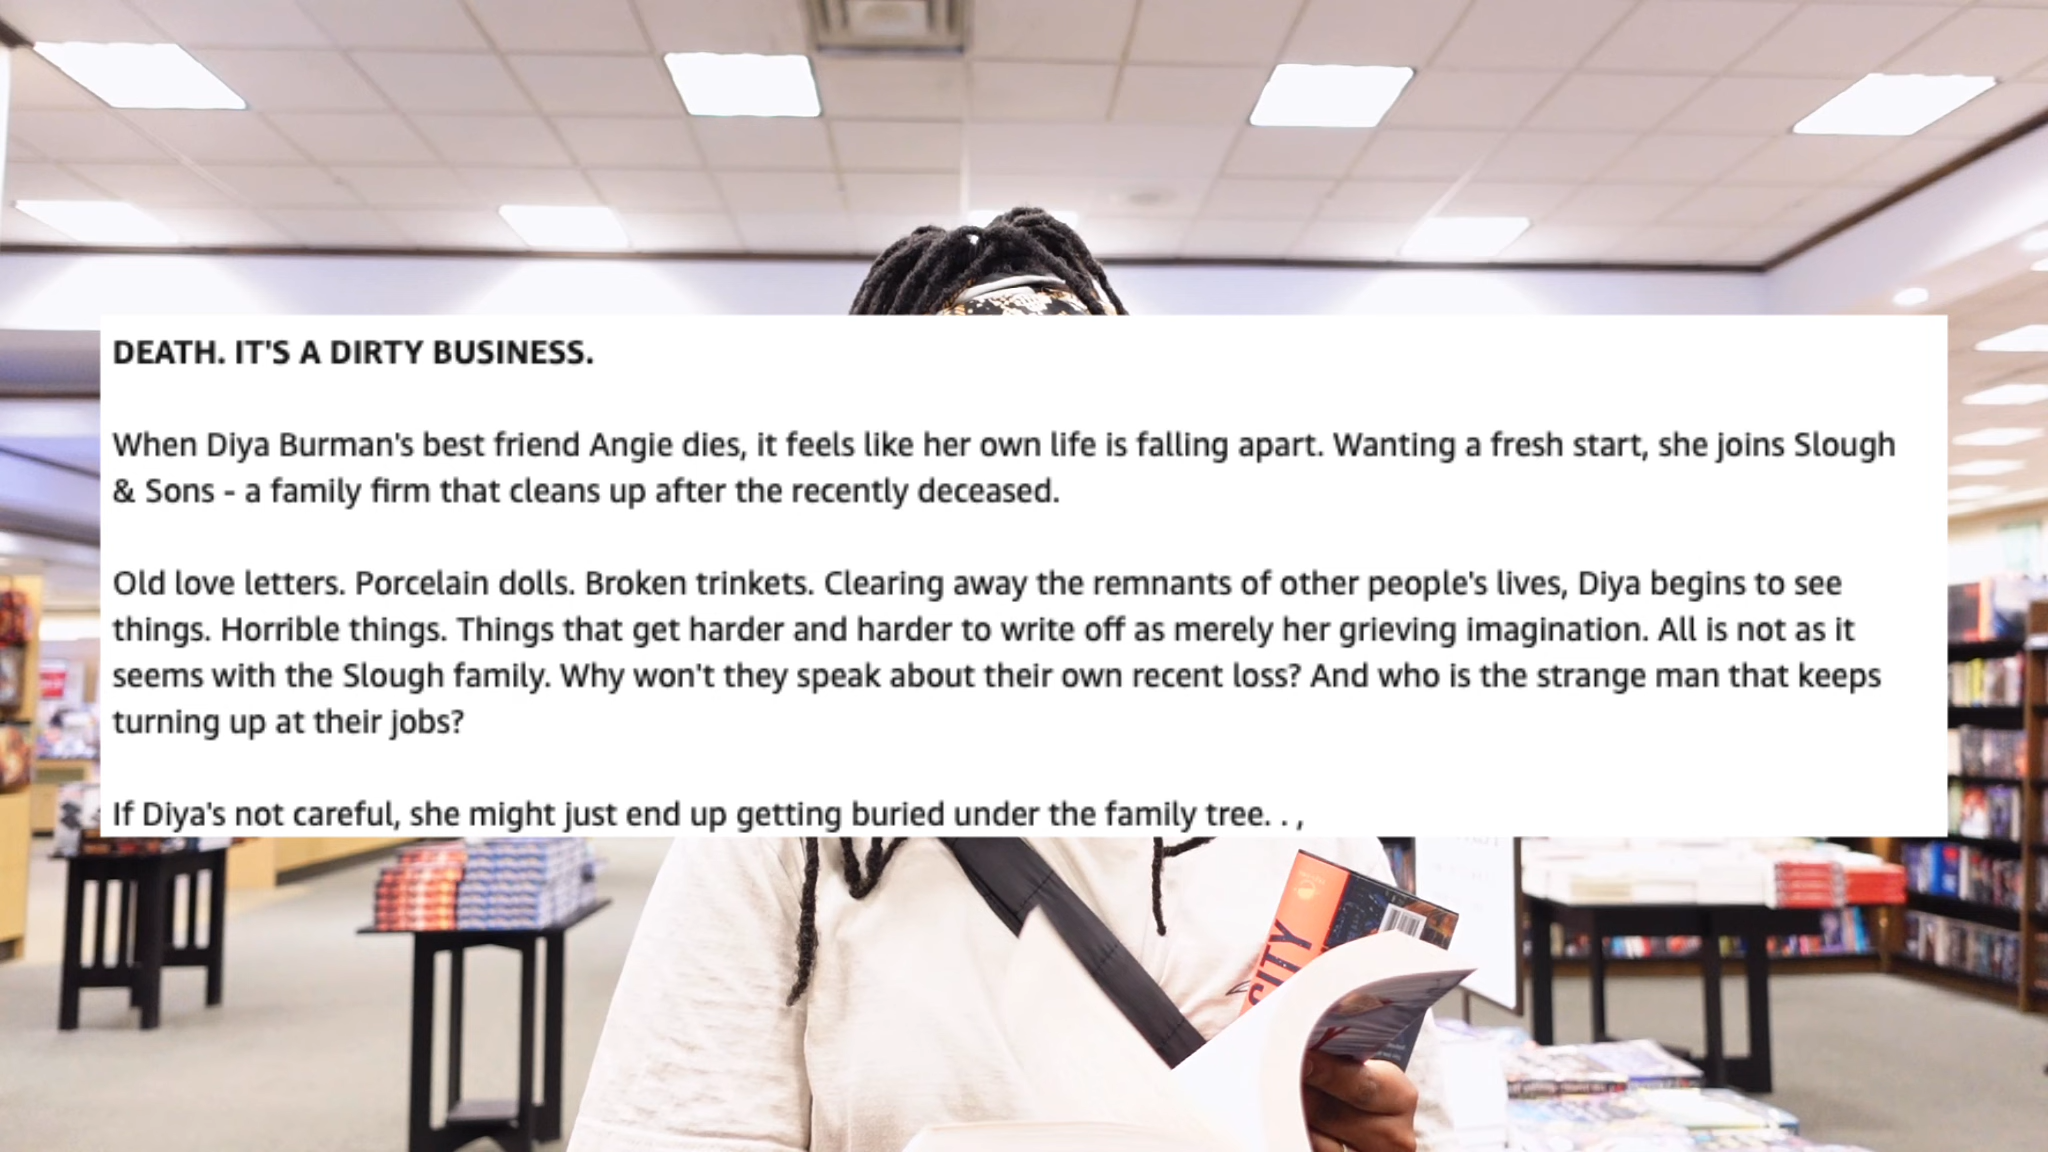 DEATH. IT'S A DIRTY BUSINESS.
When Diya Burman's best friend Angie dies, it feels like her own life is falling apart. Wanting a fresh start, she joins Slough
& Sons - a family firm that cleans up after the recently deceased.
Old love letters. Porcelain dolls. Broken trinkets. Clearing away the remnants of other people's lives, Diya begins to see
things. Horrible things. Things that get harder and harder to write off as merely her grieving imagination. All is not as it
seems with the Slough family. Why won't they speak about their own recent loss? And who is the strange man that keeps
turning up at their jobs?
If Diya's not careful, she might just end up getting buried under the family tree. . ,